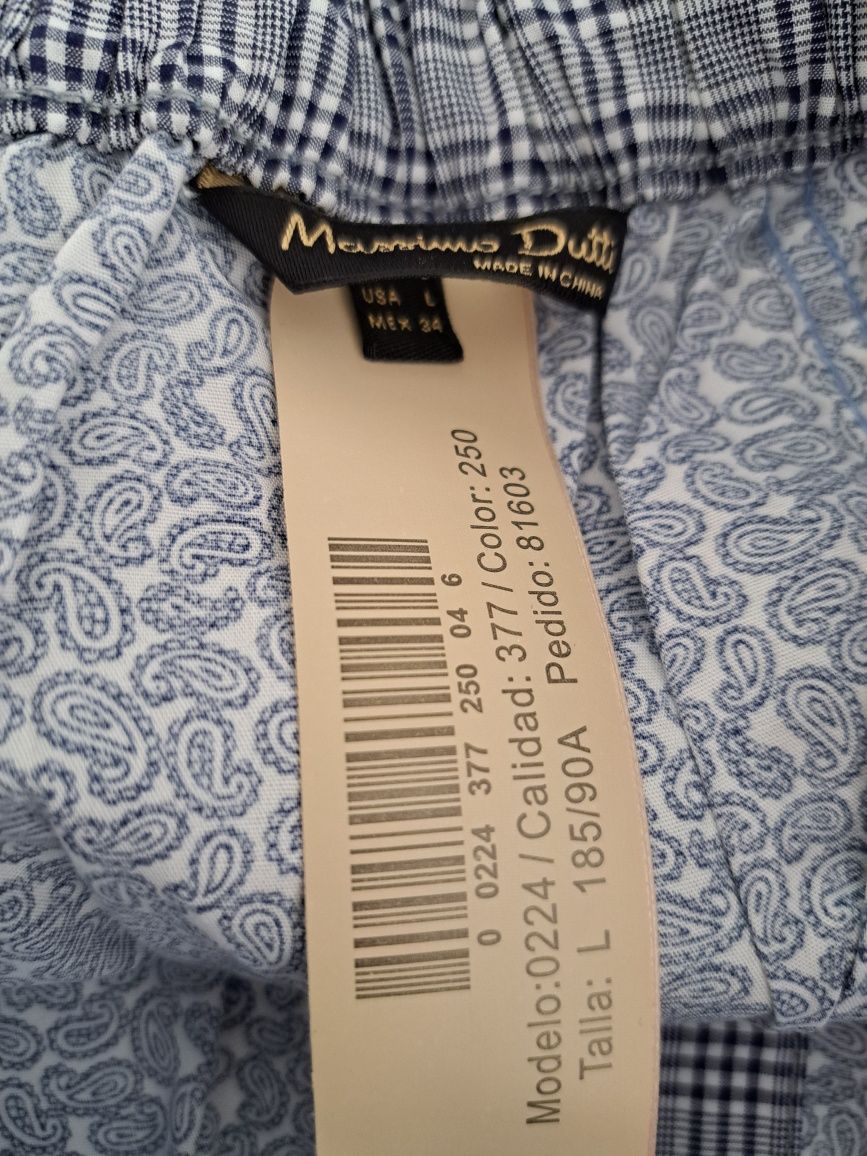 Massimo Dutti
MADE IN CHINA
USA L
MEX 34
0 0224 377 250 04 6
Modelo:0224 / Calidad: 377 / Color: 250
Talla: L 185/90A Pedido: 81603